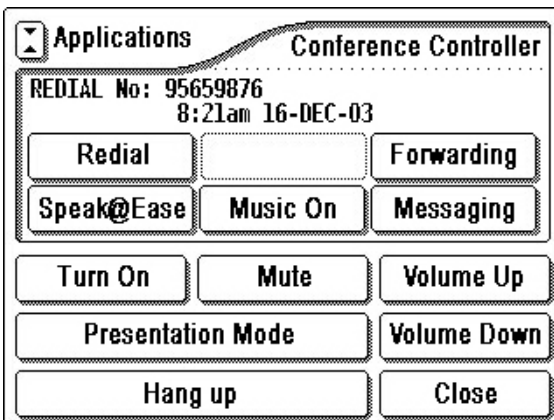 Applications
Conference Controller
REDIAL No: 95659876
8:21am 16-DEC-03
Redial
Forwarding
Speak@Ease
Music On
Messaging
Turn On
Mute
Volume Up
Presentation Mode
Volume Down
Hang up
Close